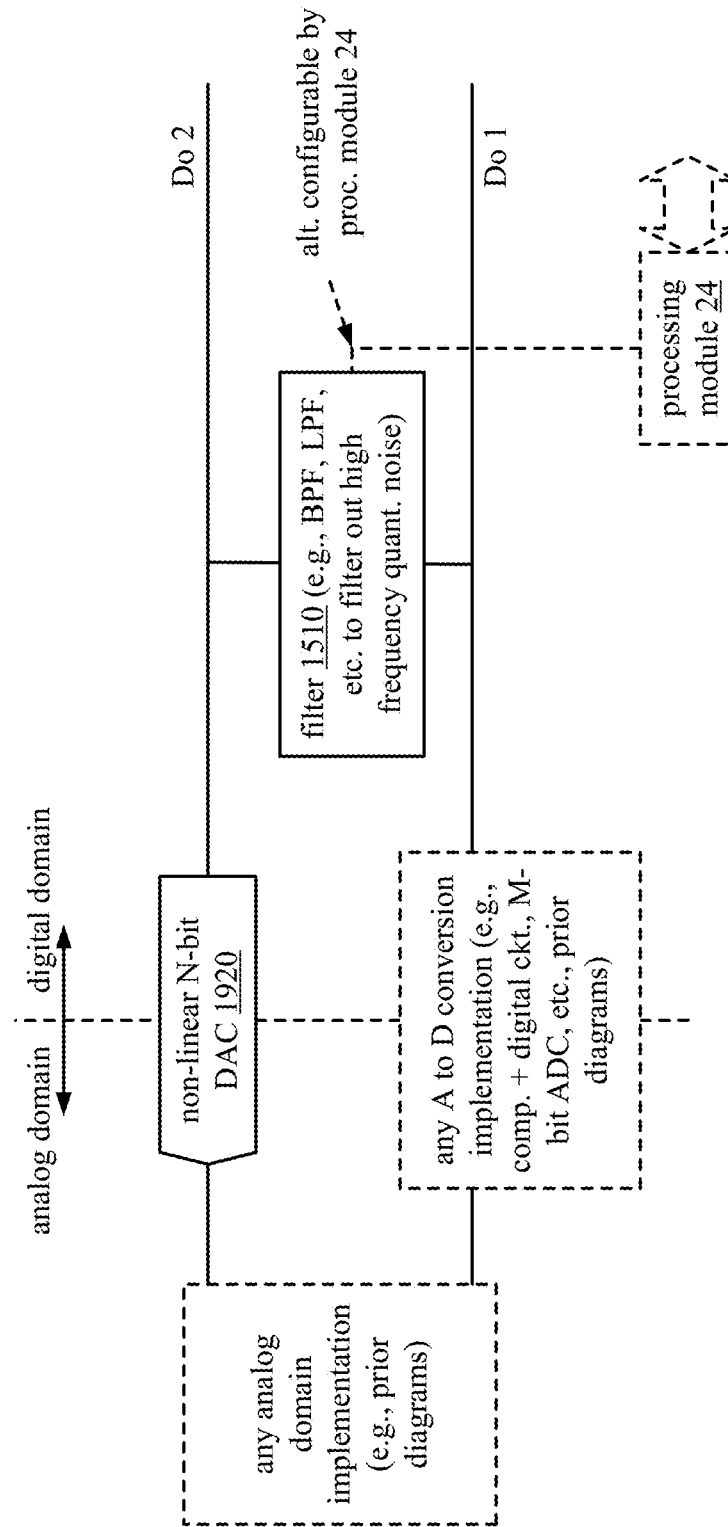 analog domain
digital domain
any analog
domain
implementation
(e.g., prior
diagrams)
non-linear N-bit
DAC 1920
any A to D conversion
implementation (e.g.,
comp. + digital ckt., M-
bit ADC, etc., prior
diagrams)
filter 1510 (e.g., BPF, LPF,
etc. to filter out high
frequency quant. noise)
Do 2
alt. configurable by
proc. module 24
Do 1
processing
module 24